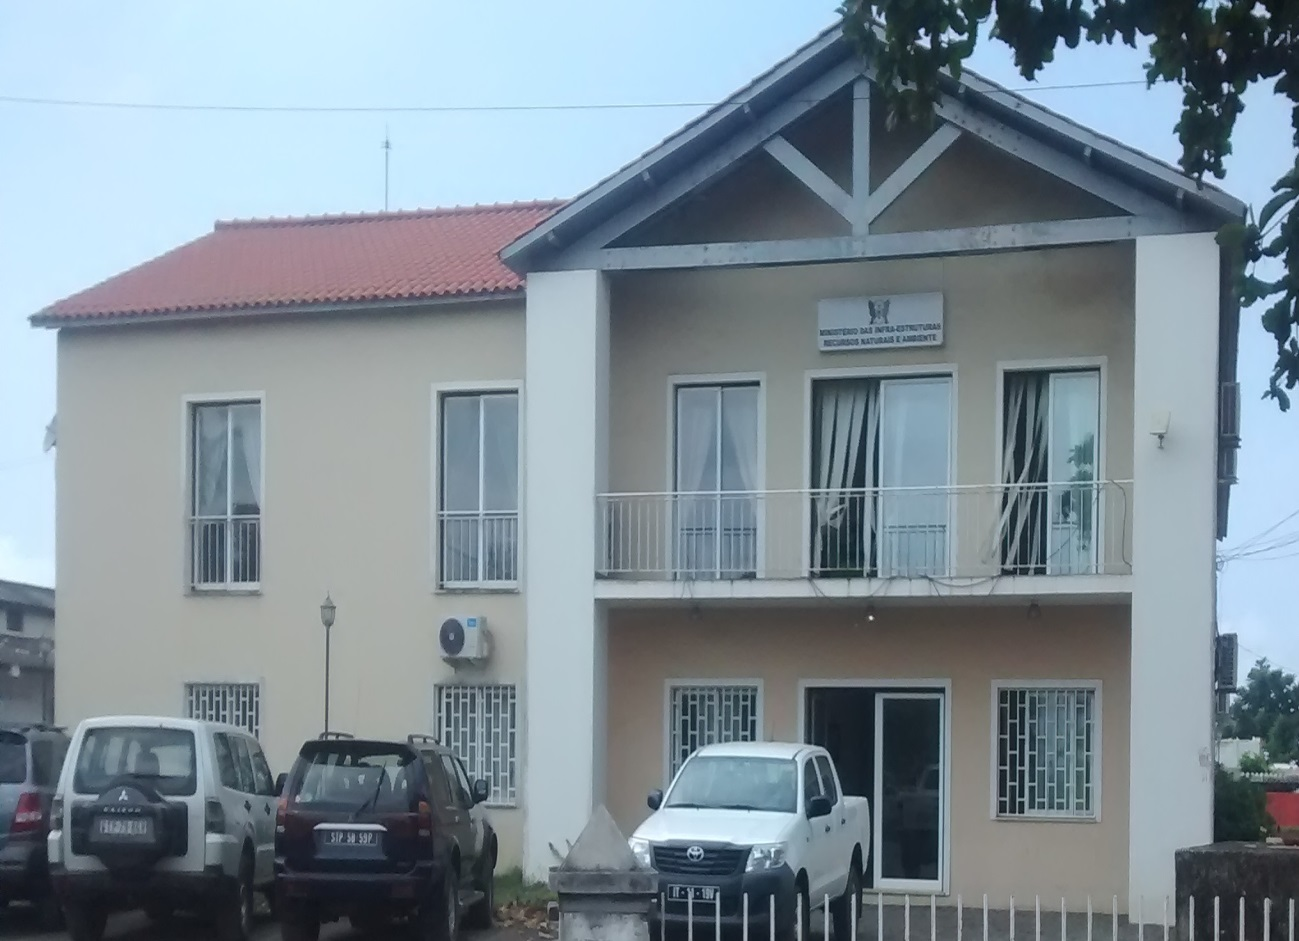 MINISTÉRIO DAS INFRA-ESTRUTURAS
RECURSOS NATURAIS E AMBIENTE
STP 58 59P